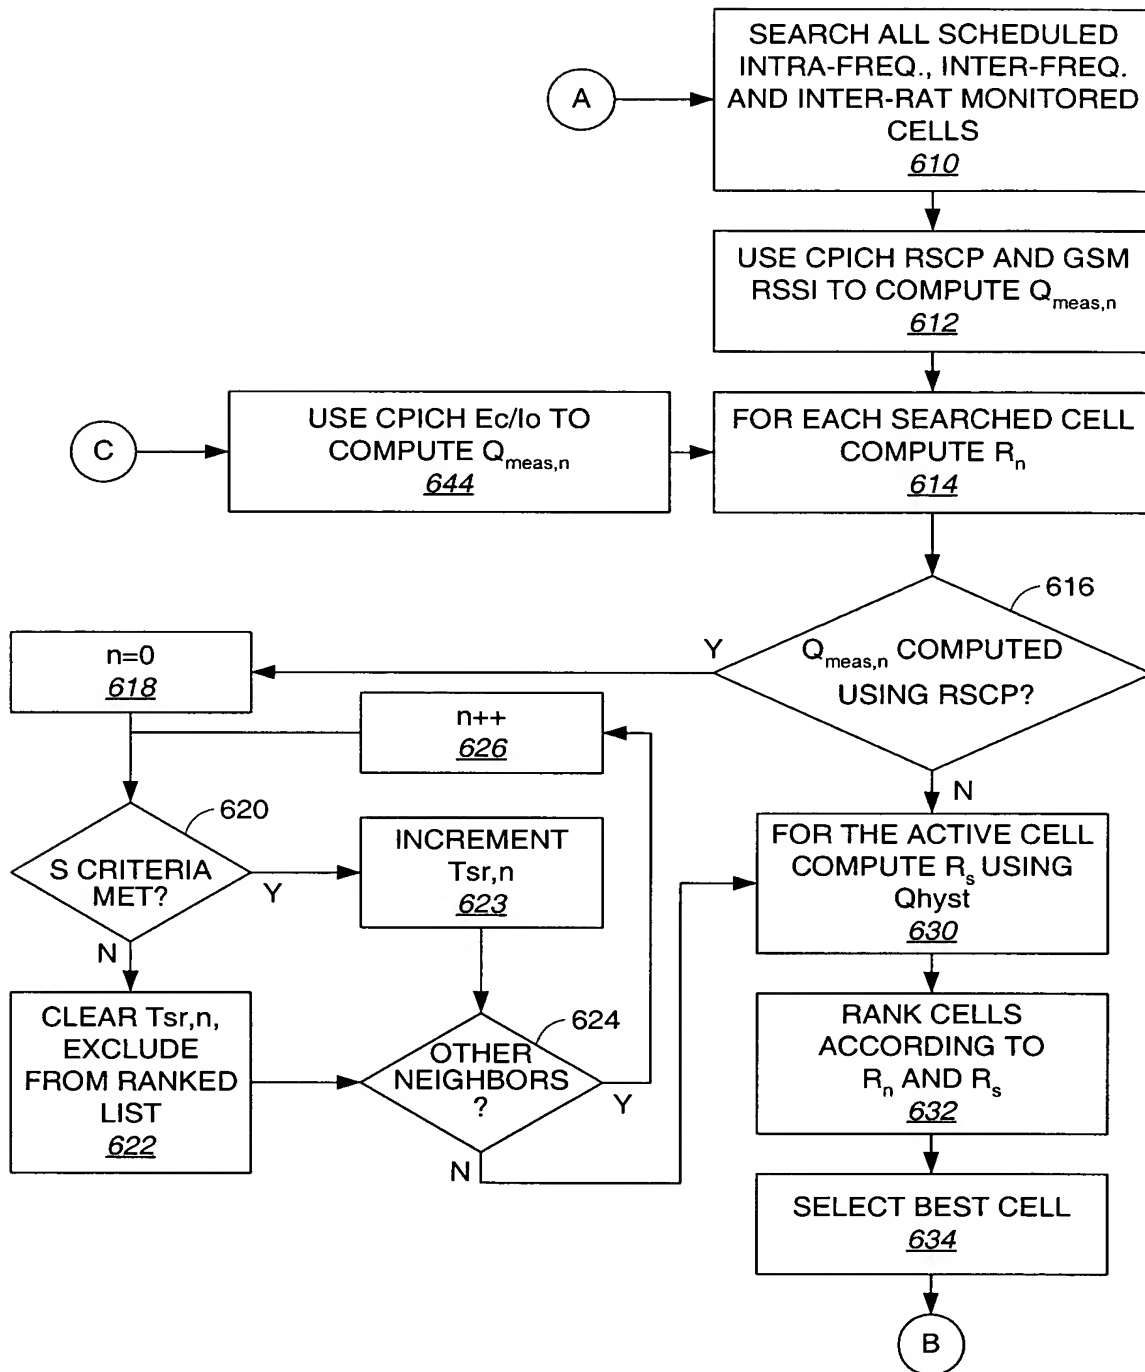 SEARCH ALL SCHEDULED
INTRA-FREQ., INTER-FREQ.
AND INTER-RAT MONITORED
CELLS
610
A
USE CPICH RSCP AND GSM
RSSI TO COMPUTE Qmeas,n
612
C
USE CPICH Ec/Io TO
COMPUTE Qmeas,n
644
FOR EACH SEARCHED CELL
COMPUTE Rn
614
616
Qmeas,n COMPUTED
USING RSCP?
Y
N
n=0
618
n++
626
620
S CRITERIA
MET?
Y
N
INCREMENT
Tsr,n
623
CLEAR Tsr,n,
EXCLUDE
FROM RANKED
LIST
622
624
OTHER
NEIGHBORS
?
Y
N
FOR THE ACTIVE CELL
COMPUTE Rs USING
Qhyst
630
RANK CELLS
ACCORDING TO
Rn AND Rs
632
SELECT BEST CELL
634
B